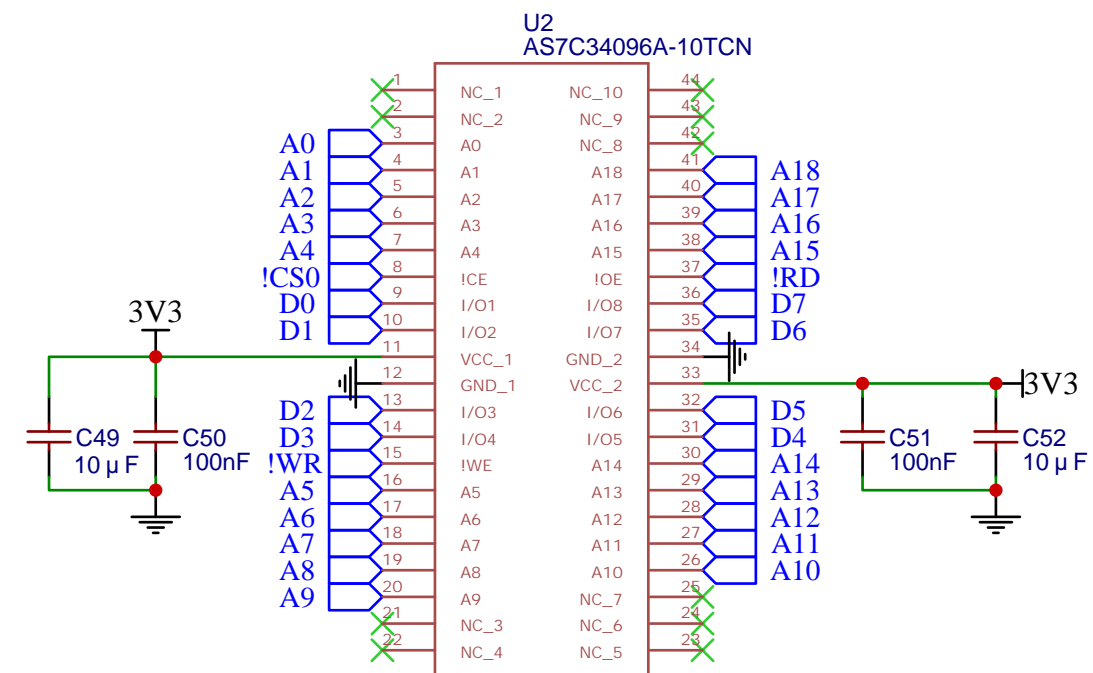 U2
AS7C34096A-10TCN
1 NC_1 NC_10 44
2 NC_2 NC_9 43
A0 3 A0 NC_8 42
A1 4 A1 A18 41 A18
A2 5 A2 A17 40 A17
A3 6 A3 A16 39 A16
A4 7 A4 A15 38 A15
!CS0 8 !CE !OE 37 !RD
D0 9 I/O1 I/O8 36 D7
D1 10 I/O2 I/O7 35 D6
3V3 11 VCC_1 GND_2 34
12 GND_1 VCC_2 33 3V3
D2 13 I/O3 I/O6 32 D5
D3 14 I/O4 I/O5 31 D4
!WR 15 !WE A14 30 A14
A5 16 A5 A13 29 A13
A6 17 A6 A12 28 A12
A7 18 A7 A11 27 A11
A8 19 A8 A10 26 A10
A9 20 A9 NC_7 25
21 NC_3 NC_6 24
22 NC_4 NC_5 23
C49
10 µF
C50
100nF
C51
100nF
C52
10 µF